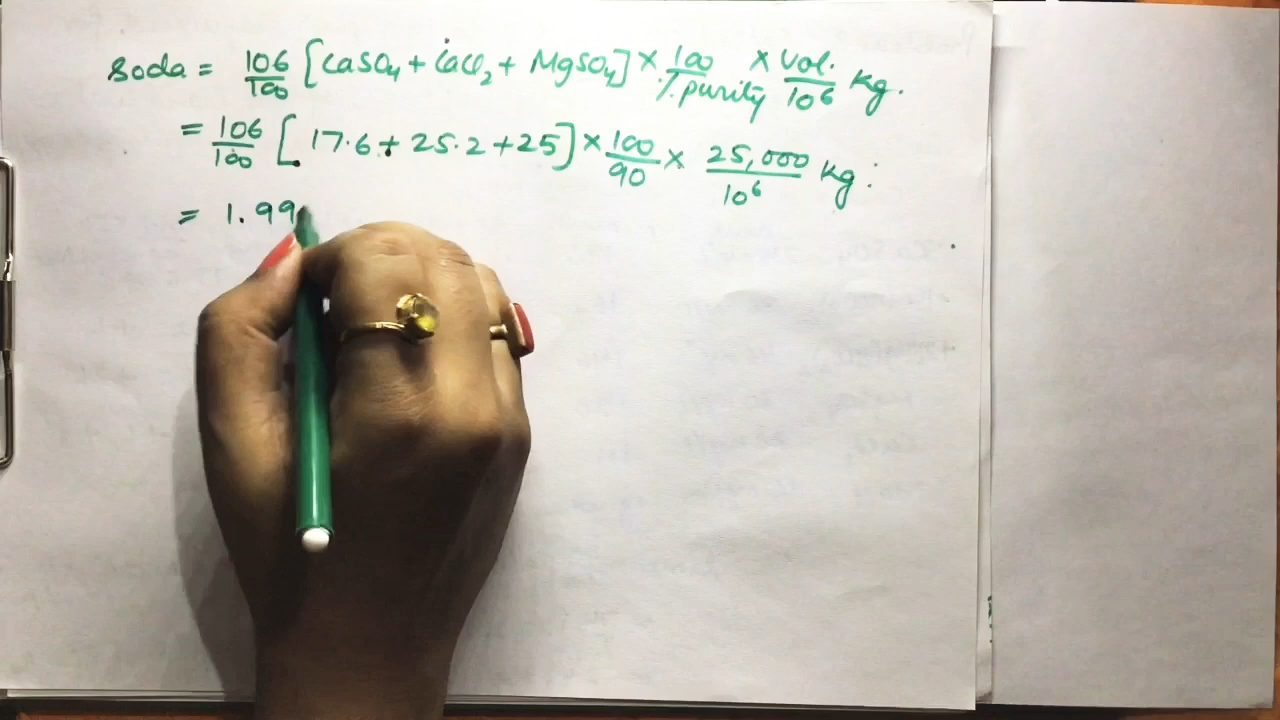 Soda = 106/100 [CaSO4 + CaCl2 + MgSO4] × 100/% purity × Vol./10^6 Kg.
= 106/100 [17.6 + 25.2 + 25] × 100/90 × 25,000/10^6 Kg.
= 1.99